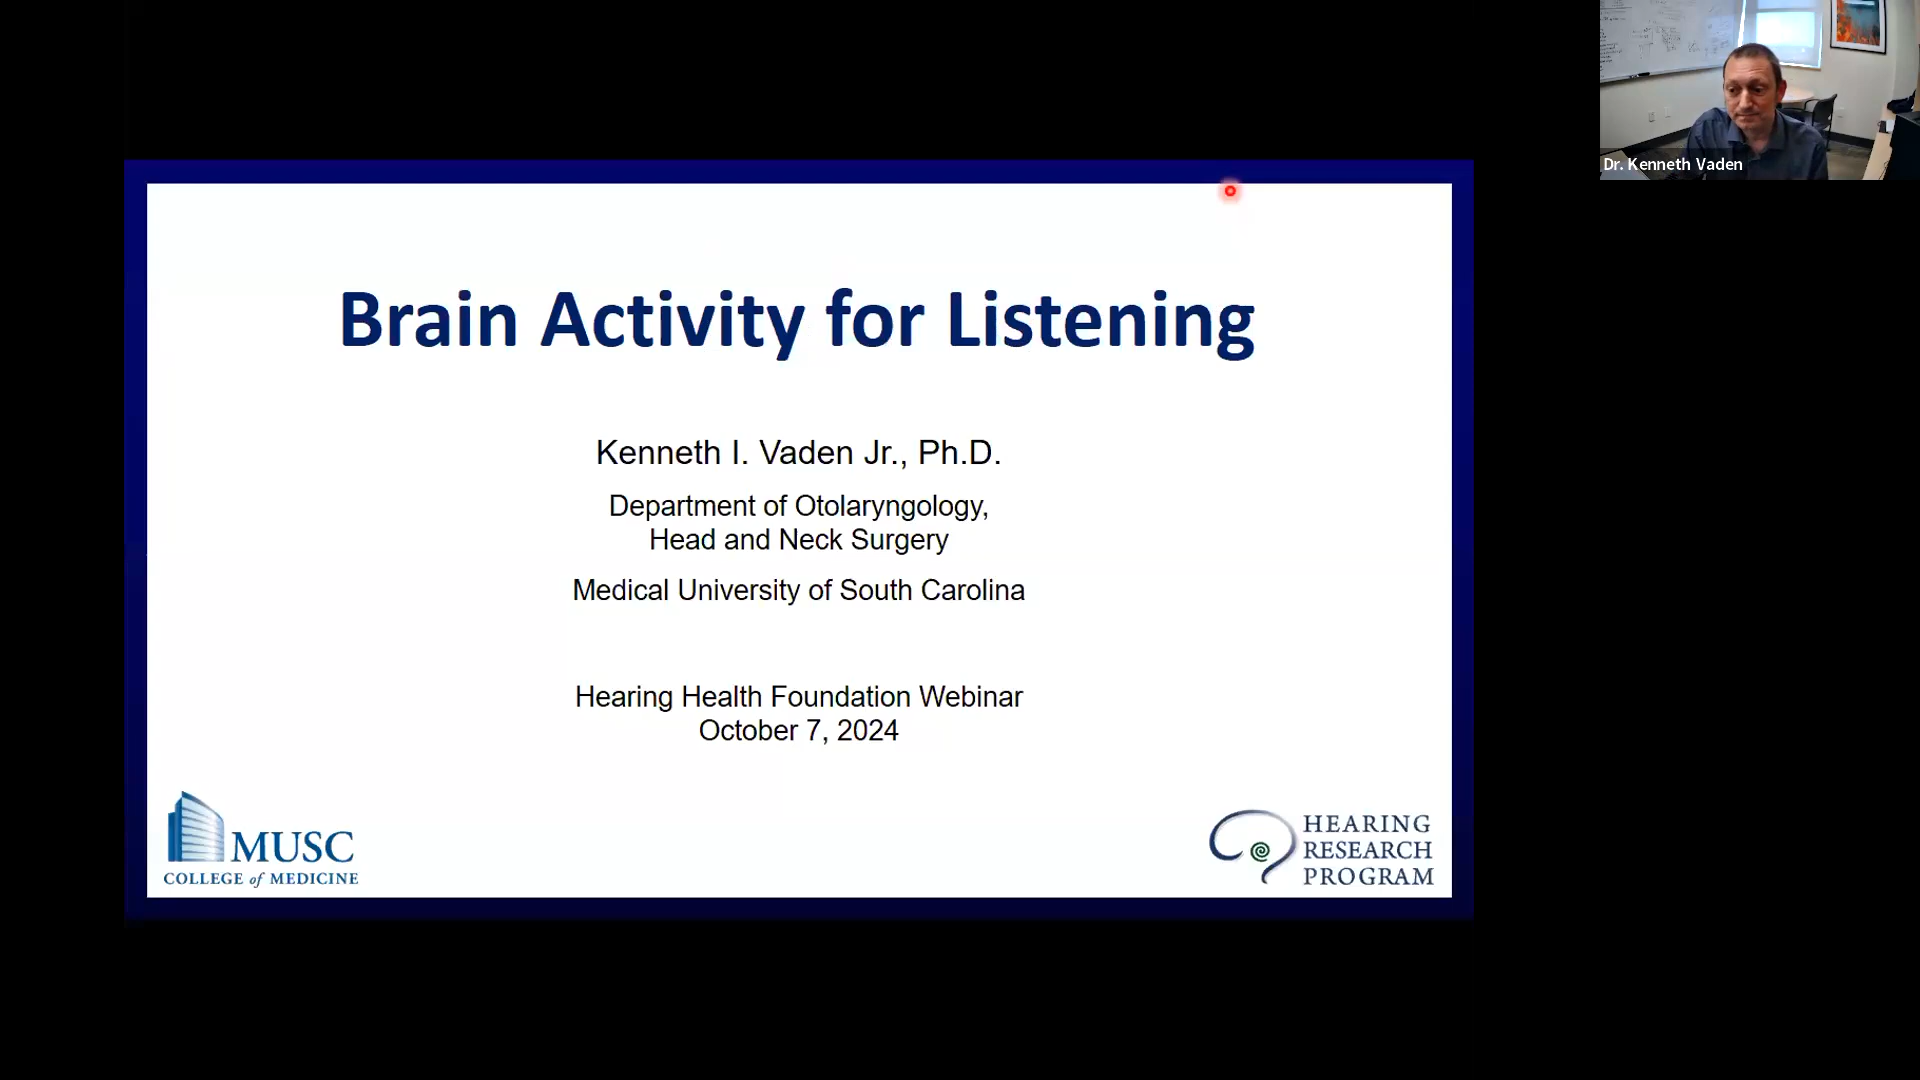 Brain Activity for Listening
Kenneth I. Vaden Jr., Ph.D.
Department of Otolaryngology,
Head and Neck Surgery
Medical University of South Carolina
Hearing Health Foundation Webinar
October 7, 2024
MUSC
COLLEGE of MEDICINE
HEARING
RESEARCH
PROGRAM
Dr. Kenneth Vaden